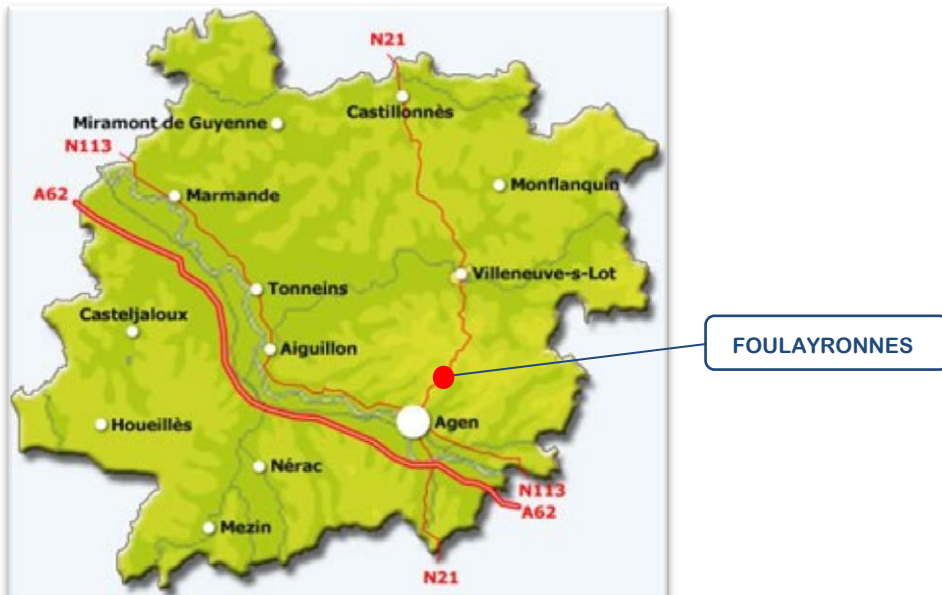 N21
Castillonnès
Miramont de Guyenne
N113
Monflanquin
A62
Marmande
Villeneuve-s-Lot
Tonneins
Casteljaloux
FOULAYRONNES
Aiguillon
Houeillès
Agen
Nérac
N113
A62
Mezin
N21